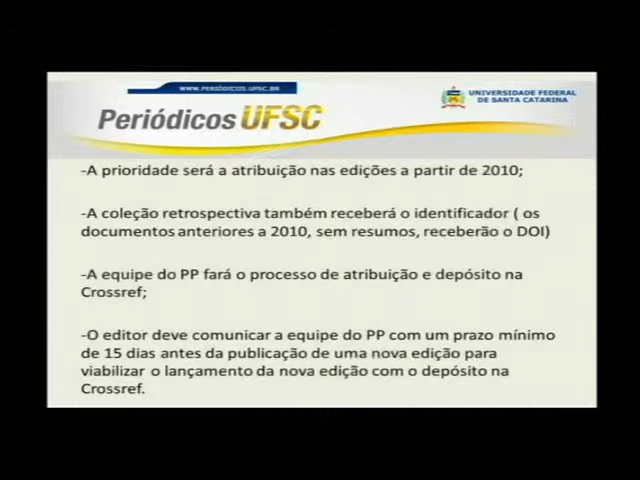 WWW.PERIÓDICOS.UFSC.BR
Periódicos UFSC
UNIVERSIDADE FEDERAL
DE SANTA CATARINA
-A prioridade será a atribuição nas edições a partir de 2010;
-A coleção retrospectiva também receberá o identificador ( os
documentos anteriores a 2010, sem resumos, receberão o DOI)
-A equipe do PP fará o processo de atribuição e depósito na
Crossref;
-O editor deve comunicar a equipe do PP com um prazo mínimo
de 15 dias antes da publicação de uma nova edição para
viabilizar o lançamento da nova edição com o depósito na
Crossref.